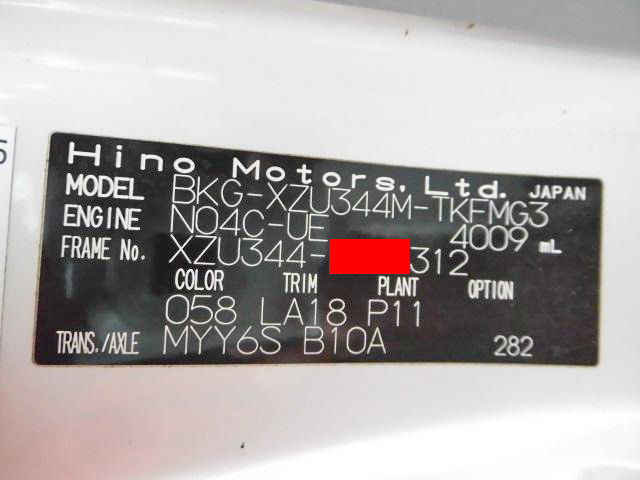 Hino Motors, Ltd. JAPAN
MODEL BKG-XZU344M-TKFMG3
ENGINE N04C-UE 4009 mL
FRAME No. XZU344- 312
COLOR TRIM PLANT OPTION
058 LA18 P11
TRANS./AXLE MYY6S B10A 282
5